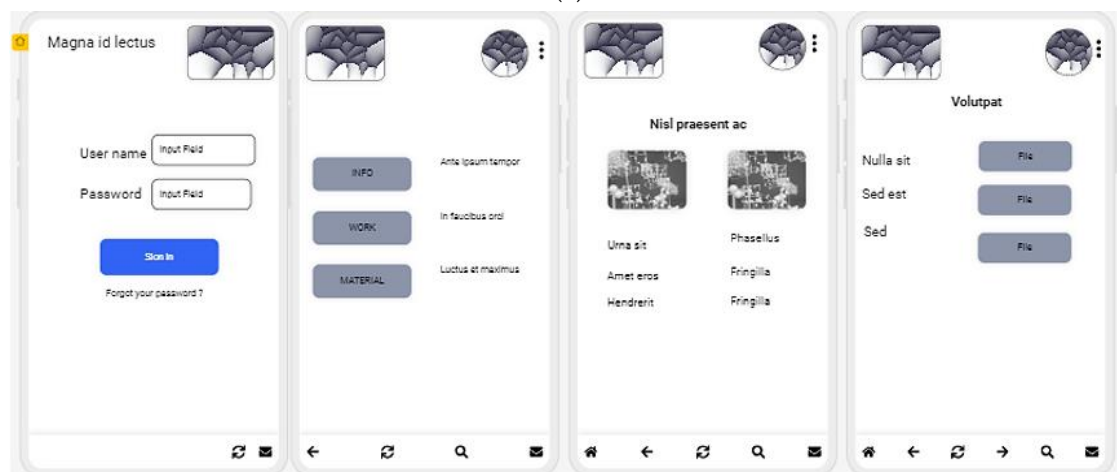 Magna id lectus
User name Input Field
Password Input Field
Sign in
Forgot your password ?
INFO Ante ipsum tempor
WORK In faucibus orci
MATERIAL Luctus et maximus
Nisl praesent ac
Urna sit Phasellus
Amet eros Fringilla
Hendrerit Fringilla
Volutpat
Nulla sit File
Sed est File
Sed File